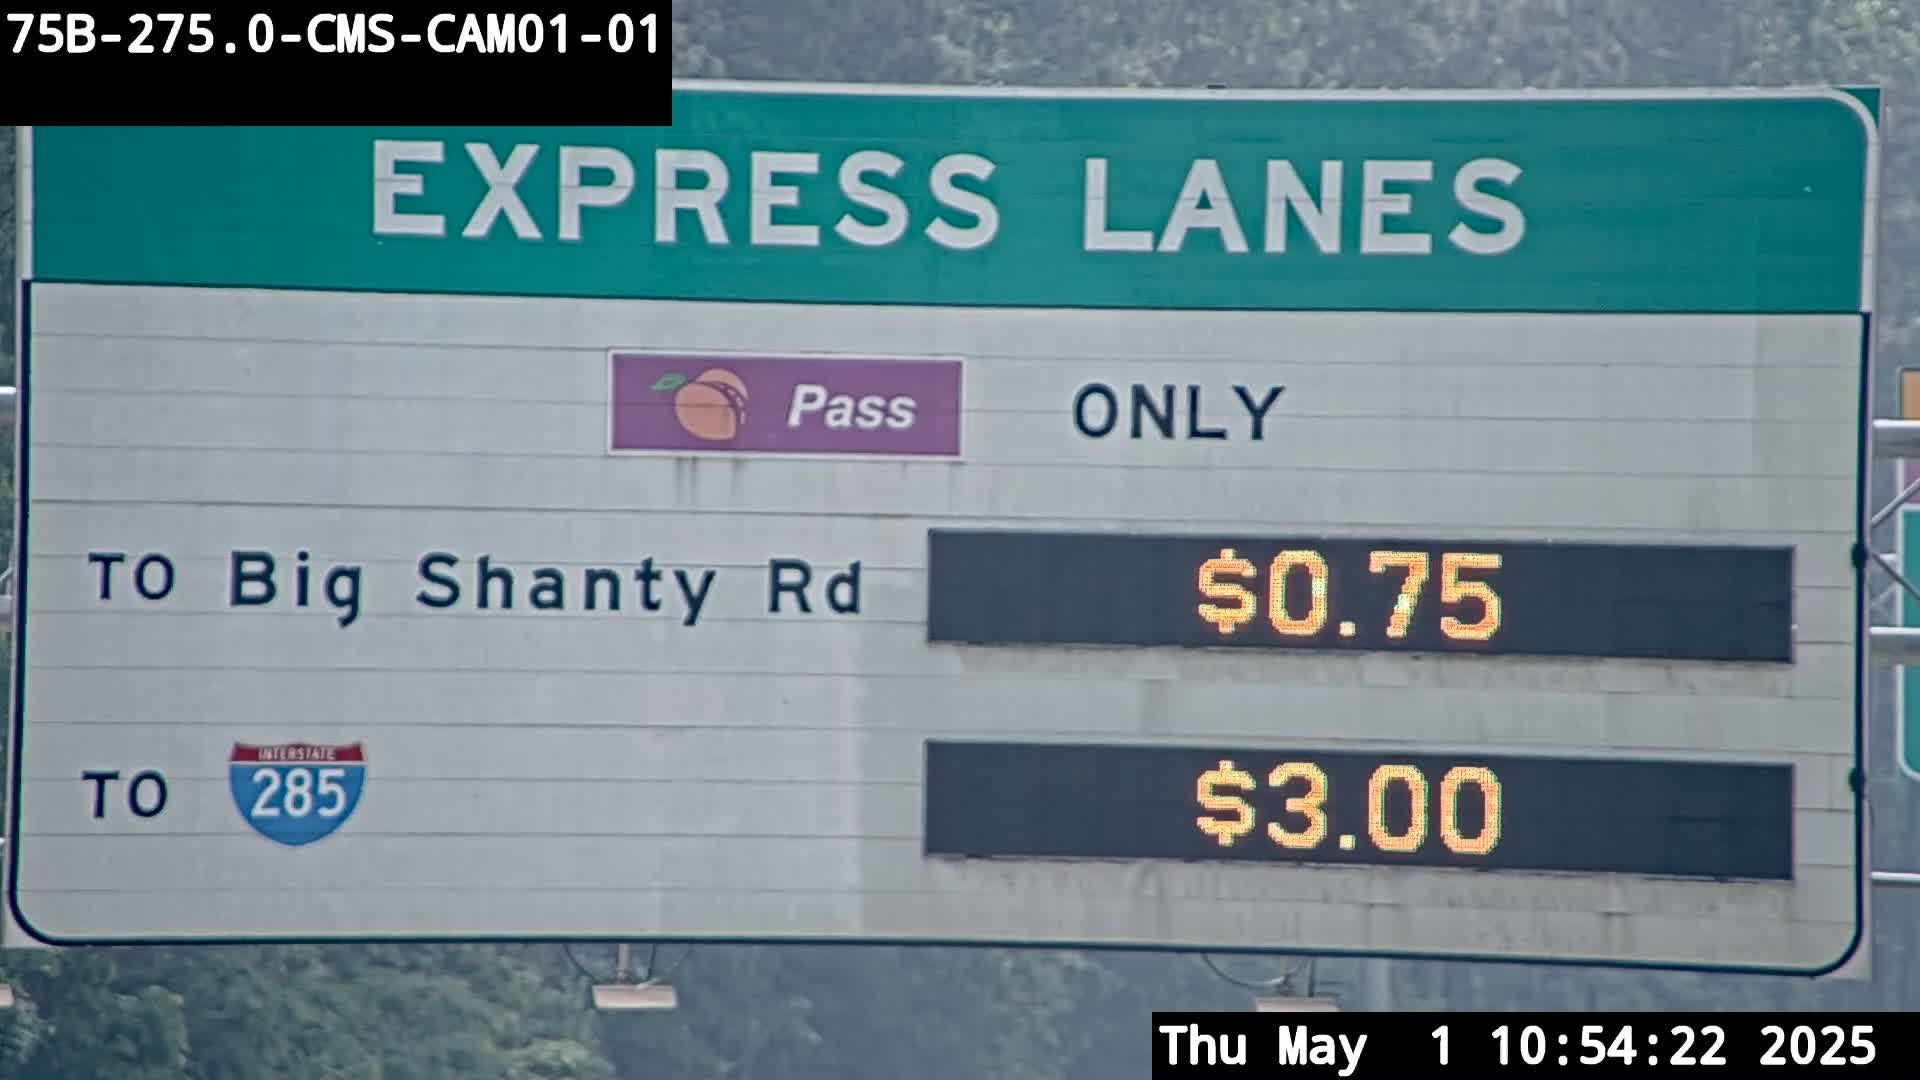 75B-275.0-CMS-CAM01-01
EXPRESS LANES
Pass ONLY
TO Big Shanty Rd $0.75
INTERSTATE
TO 285 $3.00
Thu May 1 10:54:22 2025